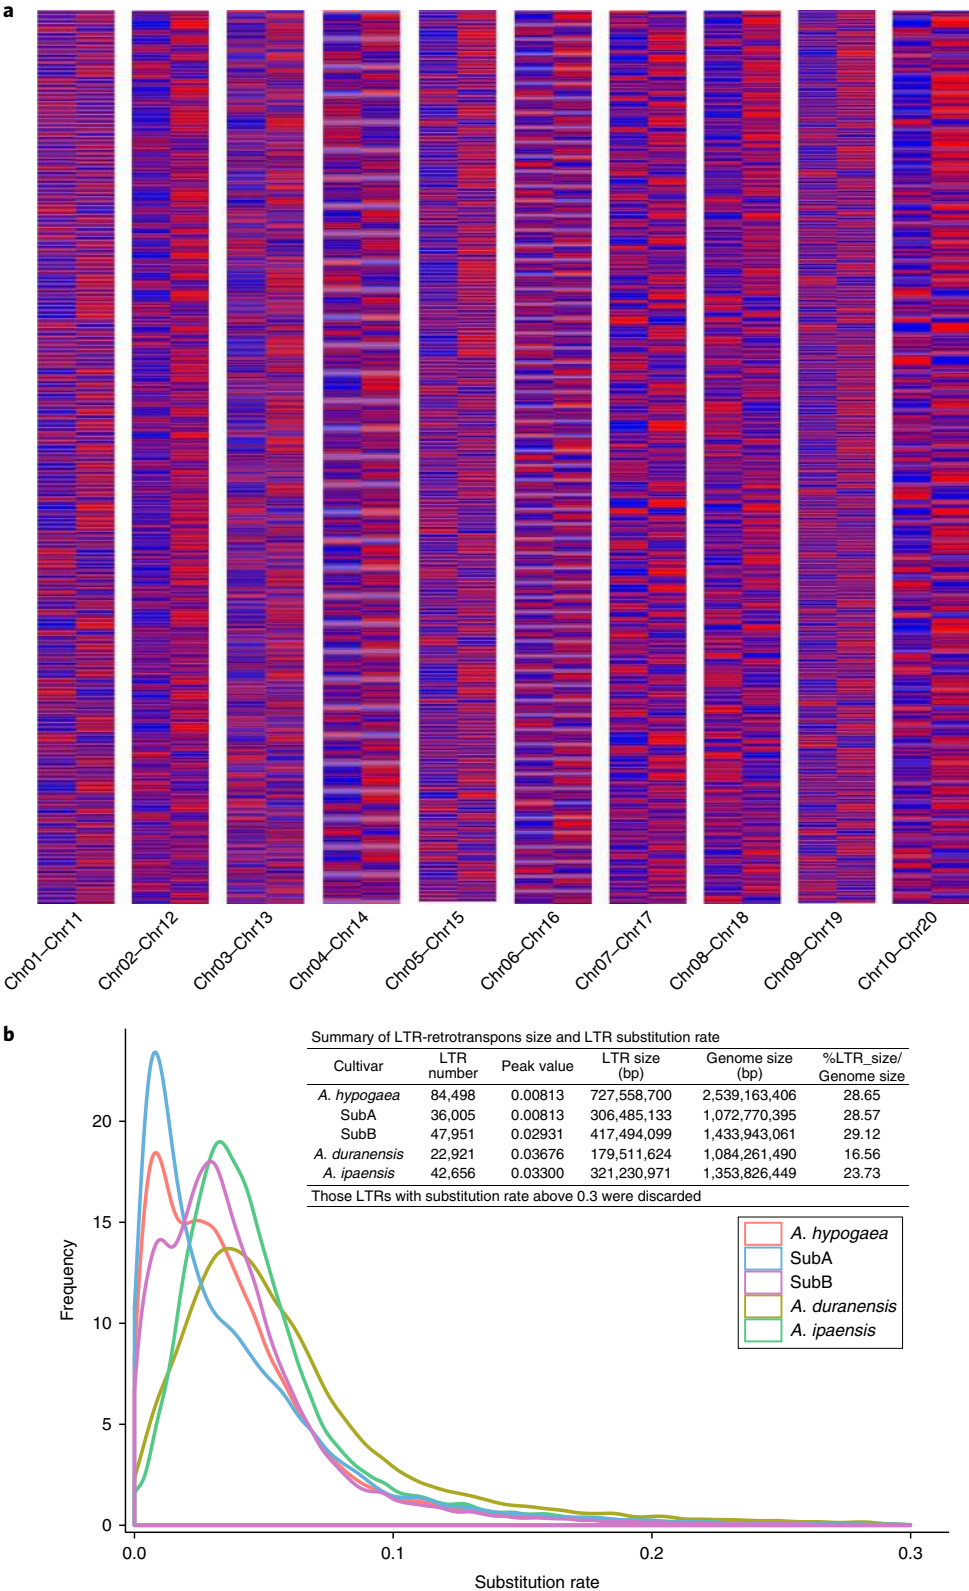 a
Chr01–Chr11
Chr02–Chr12
Chr03–Chr13
Chr04–Chr14
Chr05–Chr15
Chr06–Chr16
Chr07–Chr17
Chr08–Chr18
Chr09–Chr19
Chr10–Chr20
b
Summary of LTR-retrotranspons size and LTR substitution rate
Cultivar LTR number Peak value LTR size (bp) Genome size (bp) %LTR_size/ Genome size
A. hypogaea 84,498 0.00813 727,558,700 2,539,163,406 28.65
SubA 36,005 0.00813 306,485,133 1,072,770,395 28.57
SubB 47,951 0.02931 417,494,099 1,433,943,061 29.12
A. duranensis 22,921 0.03676 179,511,624 1,084,261,490 16.56
A. ipaensis 42,656 0.03300 321,230,971 1,353,826,449 23.73
Those LTRs with substitution rate above 0.3 were discarded
A. hypogaea
SubA
SubB
A. duranensis
A. ipaensis
Frequency
20
15
10
5
0
0.0 0.1 0.2 0.3
Substitution rate